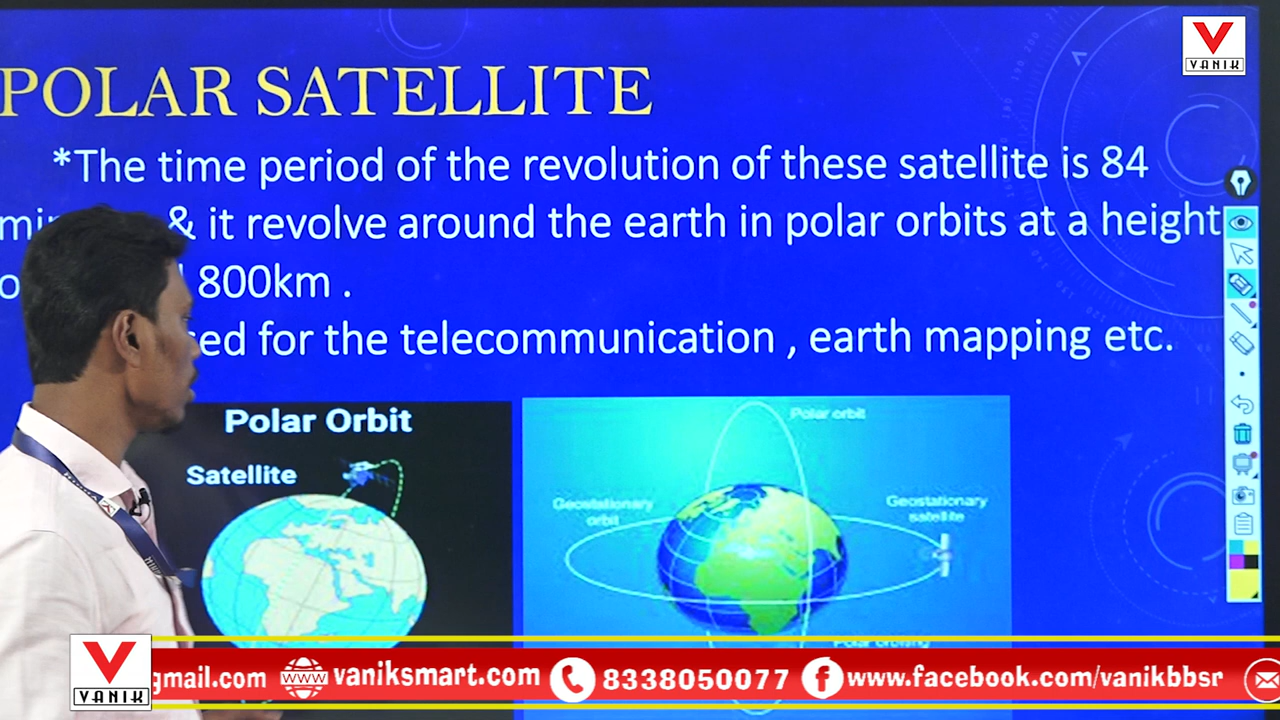 VANIK
POLAR SATELLITE
*The time period of the revolution of these satellite is 84
& it revolve around the earth in polar orbits at a height
800km .
for the telecommunication , earth mapping etc.
Polar Orbit
Satellite
Polar orbit
Geostationary
orbit
Geostationary
satellite
VANIK
gmail.com
www
vaniksmart.com
8338050077
www.facebook.com/vanikbbsr